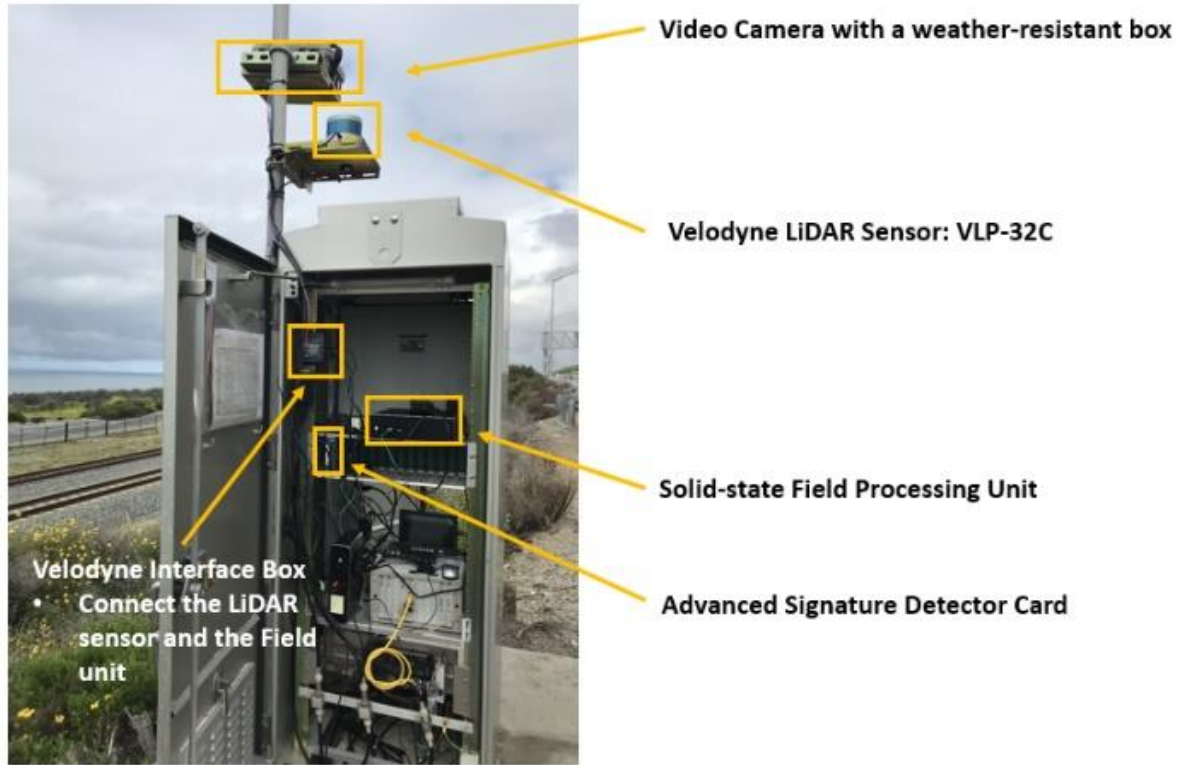 Video Camera with a weather-resistant box
Velodyne LiDAR Sensor: VLP-32C
Solid-state Field Processing Unit
Advanced Signature Detector Card
Velodyne Interface Box
• Connect the LiDAR
sensor and the Field
unit